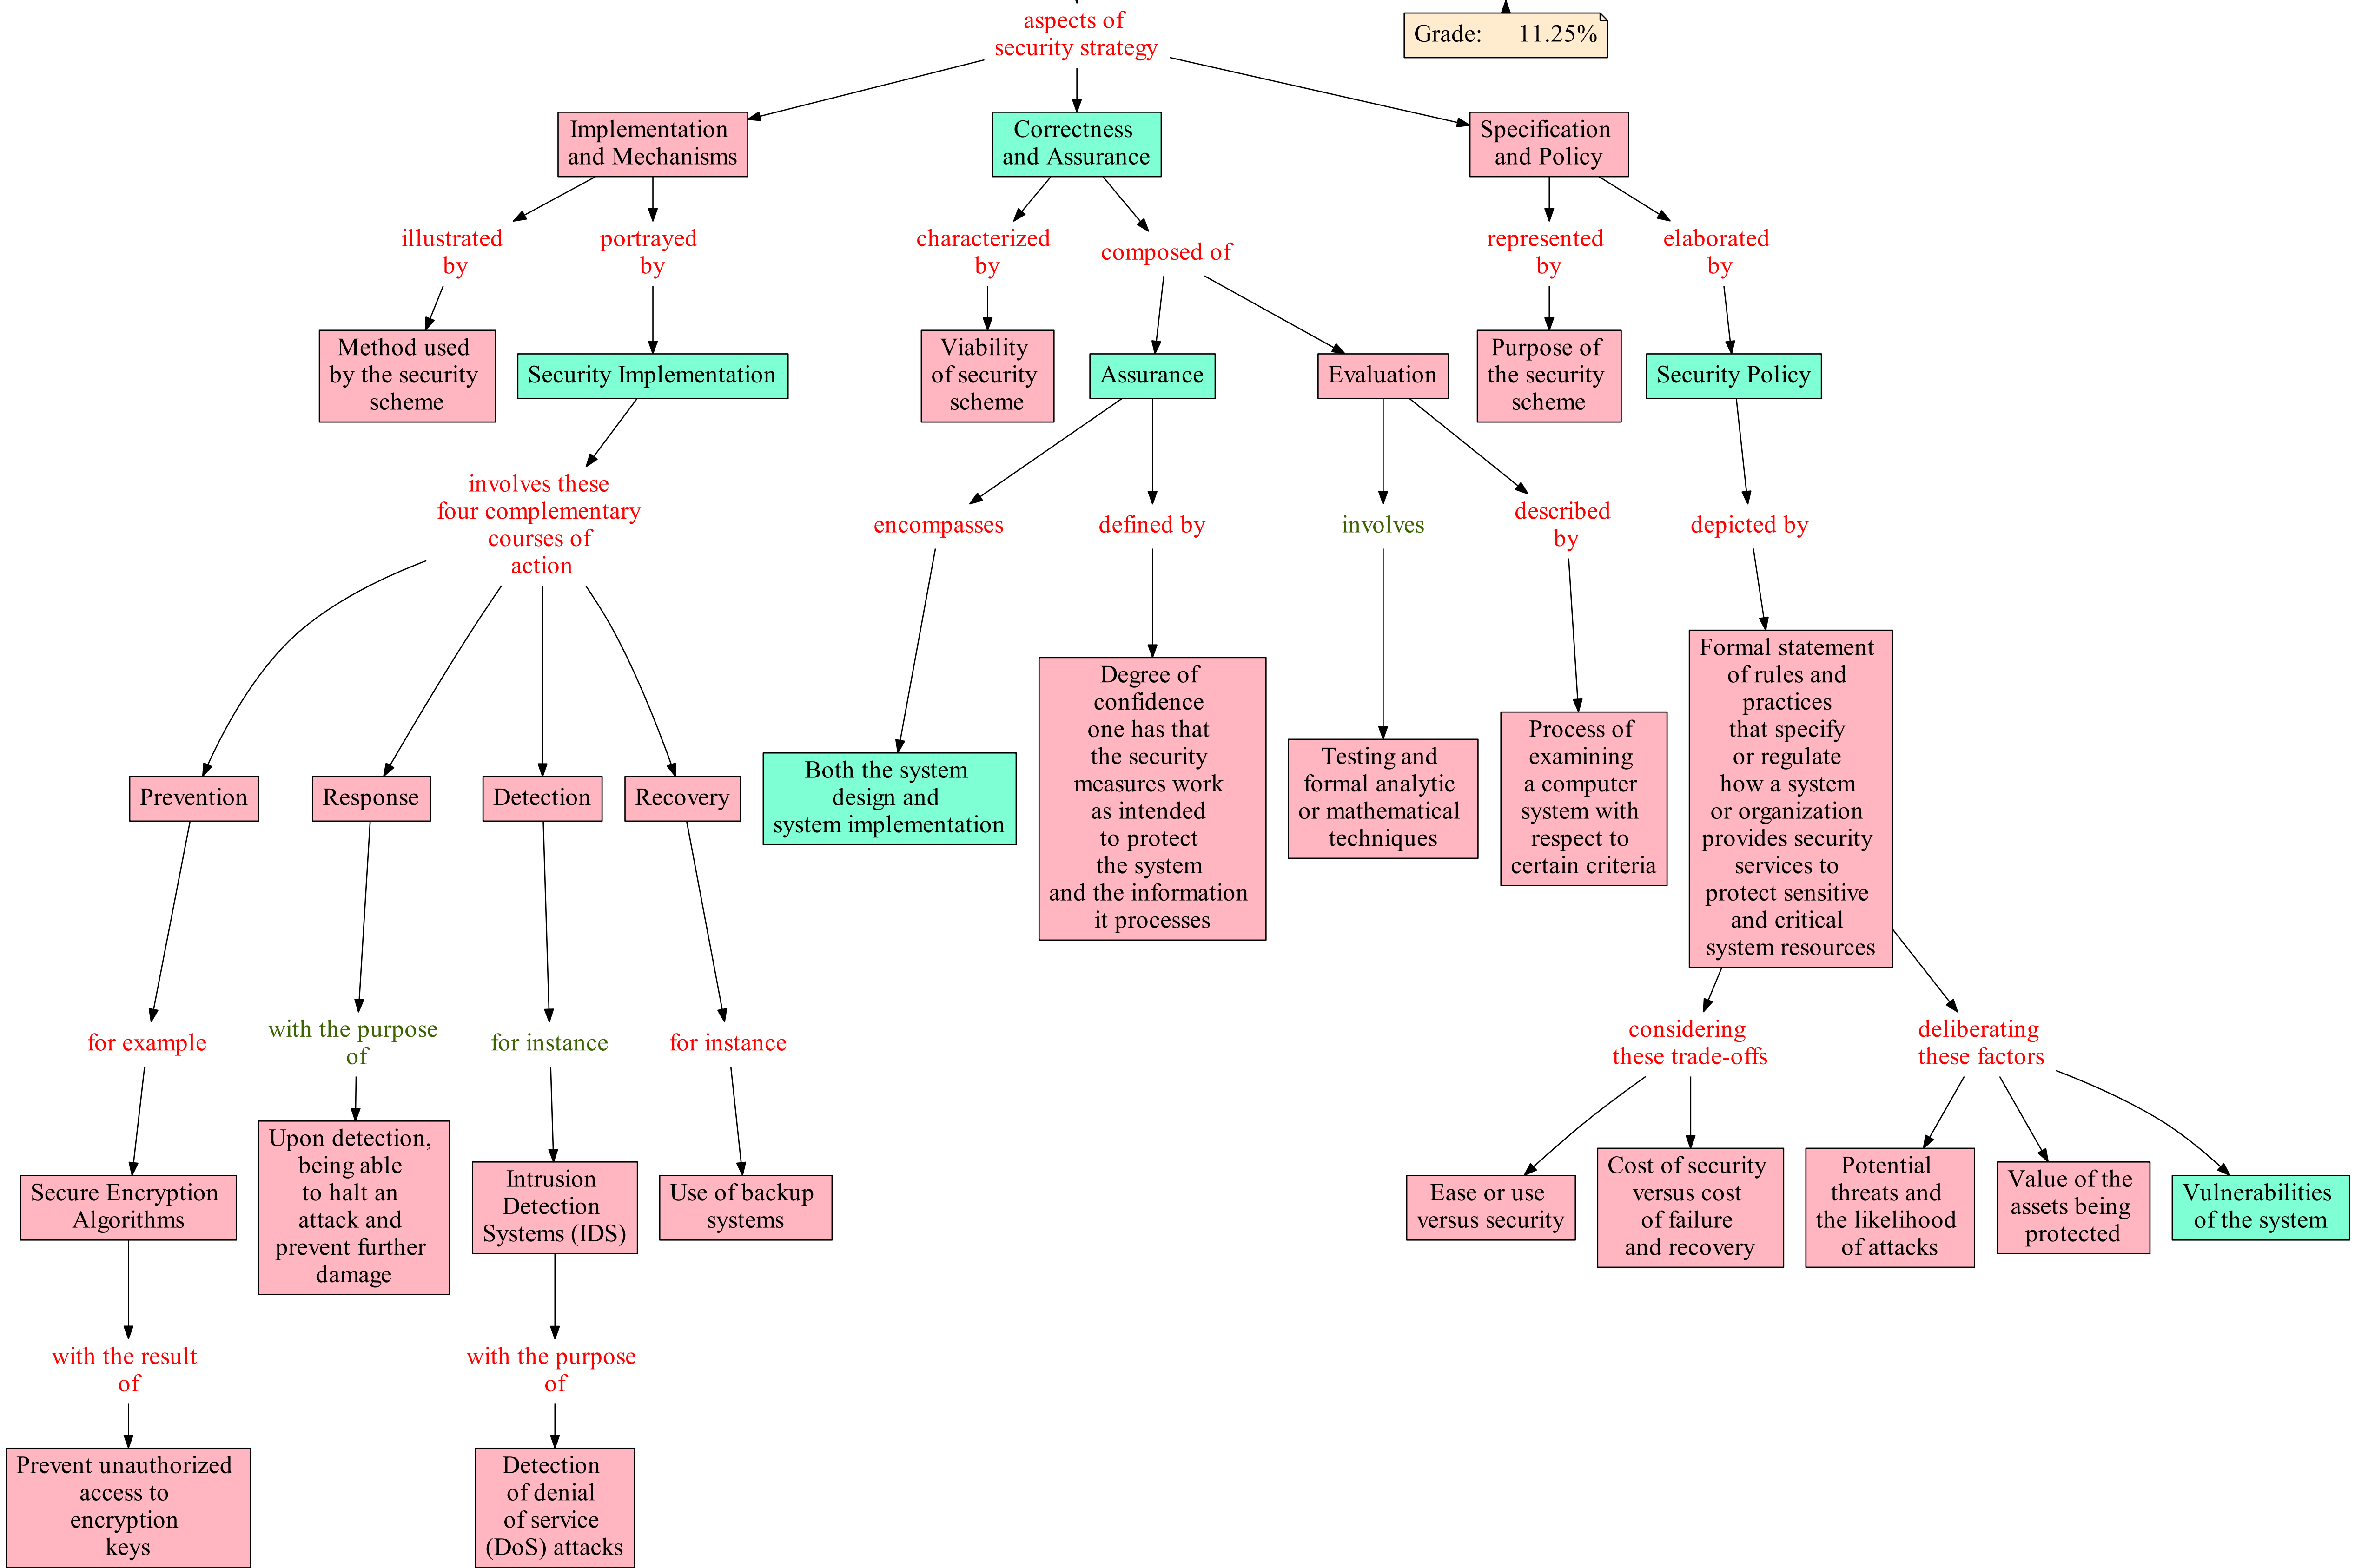 aspects of
security strategy
Grade: 11.25%
Implementation
and Mechanisms
Correctness
and Assurance
Specification
and Policy
illustrated
by
portrayed
by
characterized
by
composed of
represented
by
elaborated
by
Method used
by the security
scheme
Security Implementation
Viability
of security
scheme
Assurance
Evaluation
Purpose of
the security
scheme
Security Policy
involves these
four complementary
courses of
action
encompasses
defined by
involves
described
by
depicted by
Prevention
Response
Detection
Recovery
Both the system
design and
system implementation
Degree of
confidence
one has that
the security
measures work
as intended
to protect
the system
and the information
it processes
Testing and
formal analytic
or mathematical
techniques
Process of
examining
a computer
system with
respect to
certain criteria
Formal statement
of rules and
practices
that specify
or regulate
how a system
or organization
provides security
services to
protect sensitive
and critical
system resources
for example
with the purpose
of
for instance
for instance
considering
these trade-offs
deliberating
these factors
Secure Encryption
Algorithms
Upon detection,
being able
to halt an
attack and
prevent further
damage
Intrusion
Detection
Systems (IDS)
Use of backup
systems
Ease or use
versus security
Cost of security
versus cost
of failure
and recovery
Potential
threats and
the likelihood
of attacks
Value of the
assets being
protected
Vulnerabilities
of the system
with the result
of
with the purpose
of
Prevent unauthorized
access to
encryption
keys
Detection
of denial
of service
(DoS) attacks